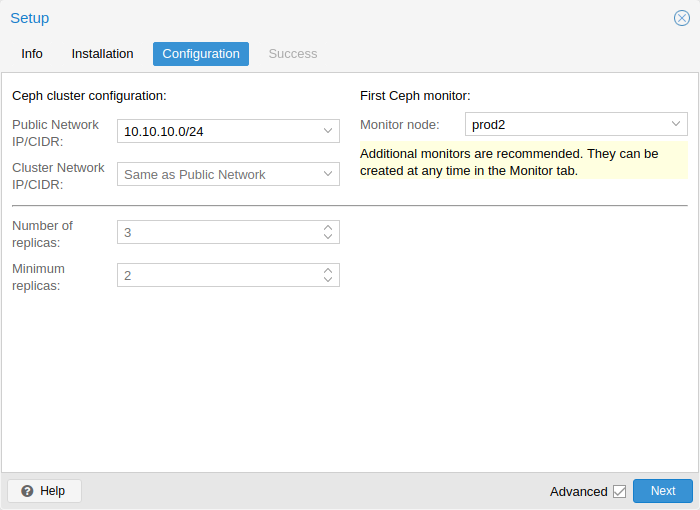 Setup
Info Installation Configuration Success
Ceph cluster configuration:
Public Network
IP/CIDR:
10.10.10.0/24
Cluster Network
IP/CIDR:
Same as Public Network
First Ceph monitor:
Monitor node:
prod2
Additional monitors are recommended. They can be
created at any time in the Monitor tab.
Number of
replicas:
3
Minimum
replicas:
2
Help
Advanced
Next